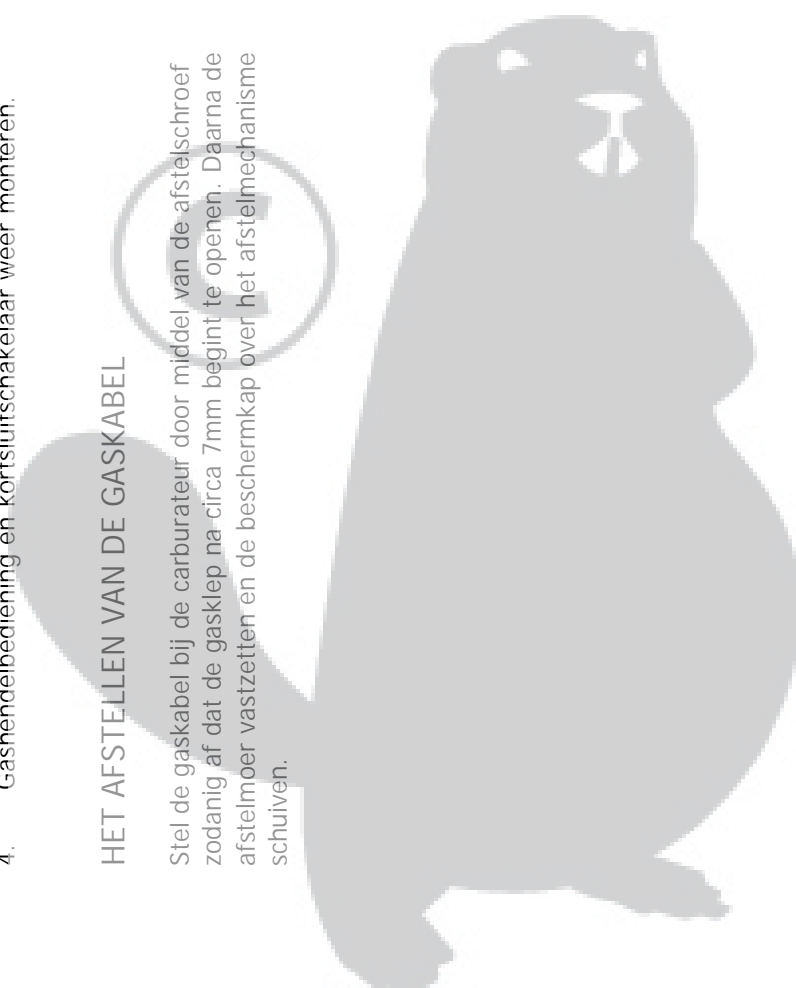 4. Gashendelbediening en kortsluitschakelaar weer monteren.
HET AFSTELLEN VAN DE GASKABEL
Stel de gaskabel bij de carburateur door middel van de afstelschroef
zodanig af dat de gasklep na circa 7mm begint te openen. Daarna de
afstelmoer vastzetten en de beschermkap over het afstelmechanisme
schuiven.
©